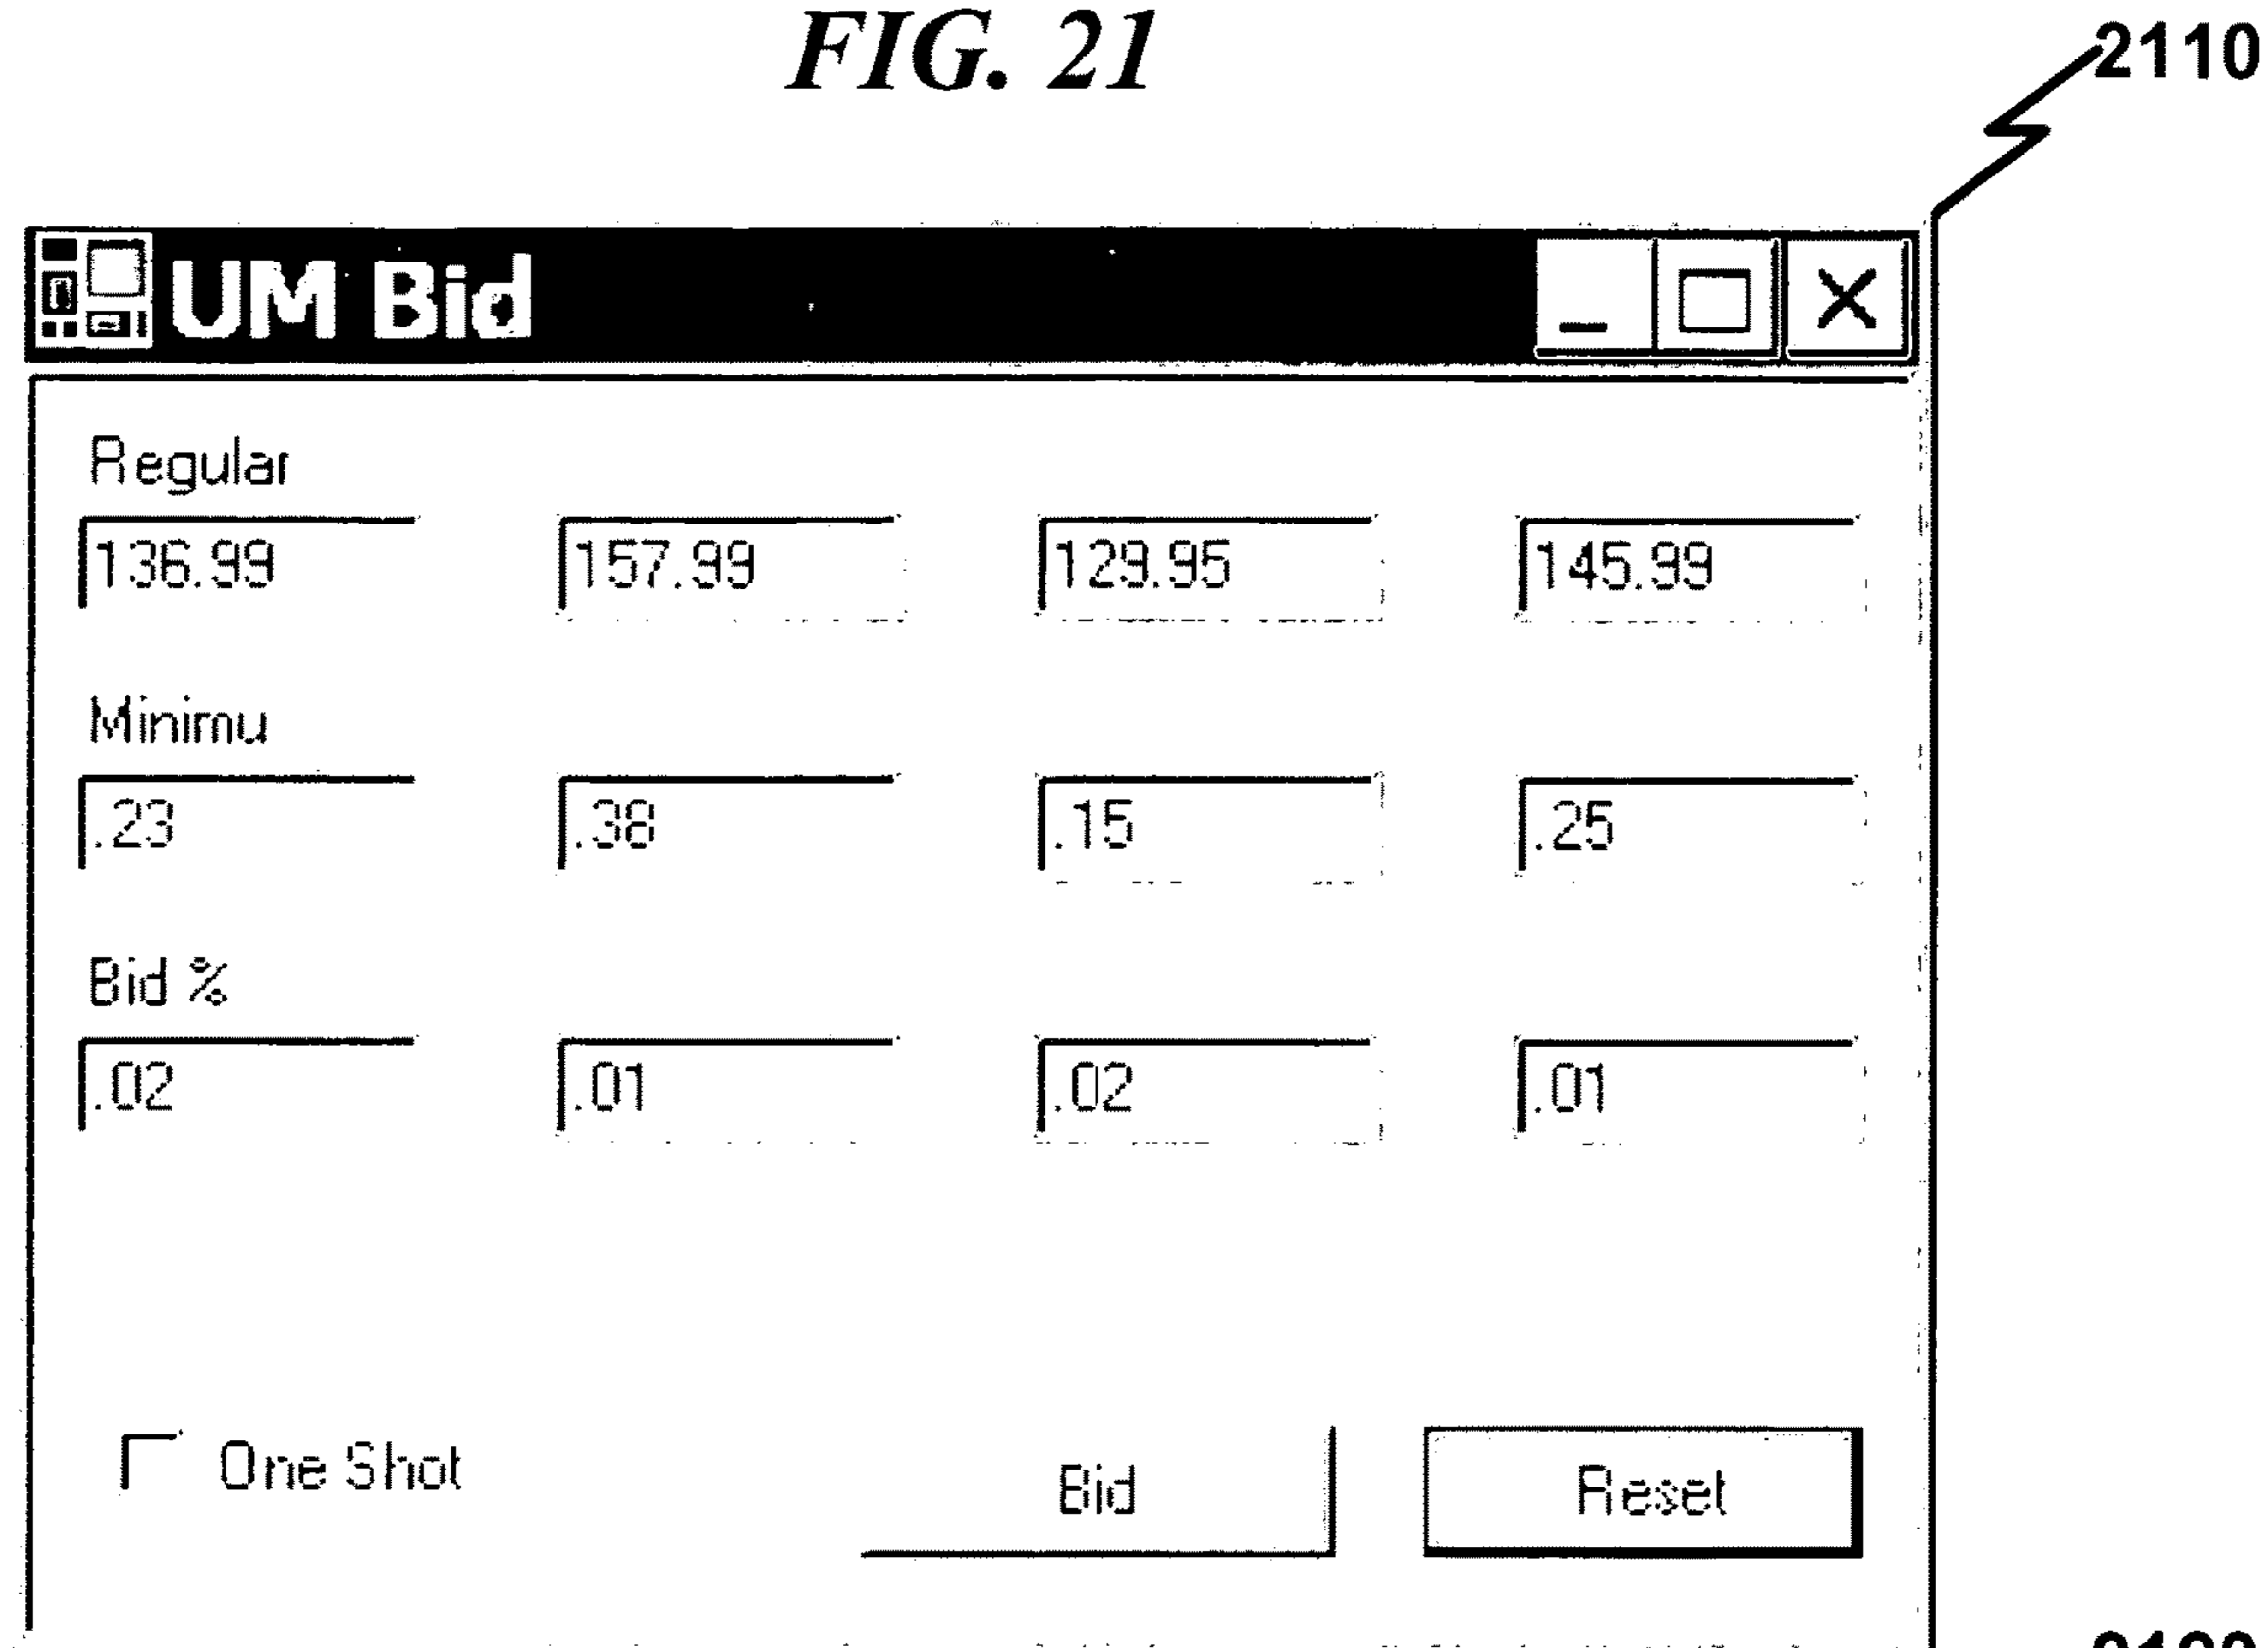 FIG. 21
2110
UM Bid
Regular
136.99 157.99 129.95 145.99
Minimu
.23 .38 .15 .25
Bid %
.02 .01 .02 .01
One Shot Bid Reset